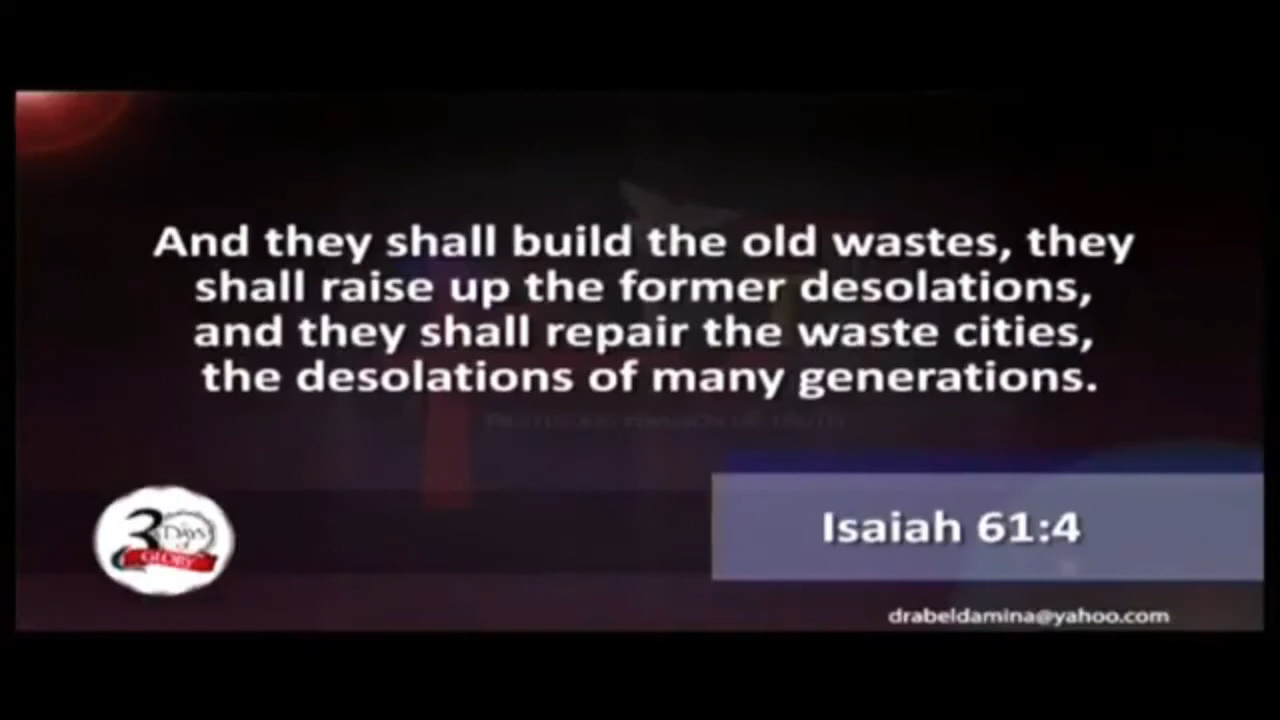 And they shall build the old wastes, they
shall raise up the former desolations,
and they shall repair the waste cities,
the desolations of many generations.
3 Days
GLORY
Isaiah 61:4
drabeldamina@yahoo.com